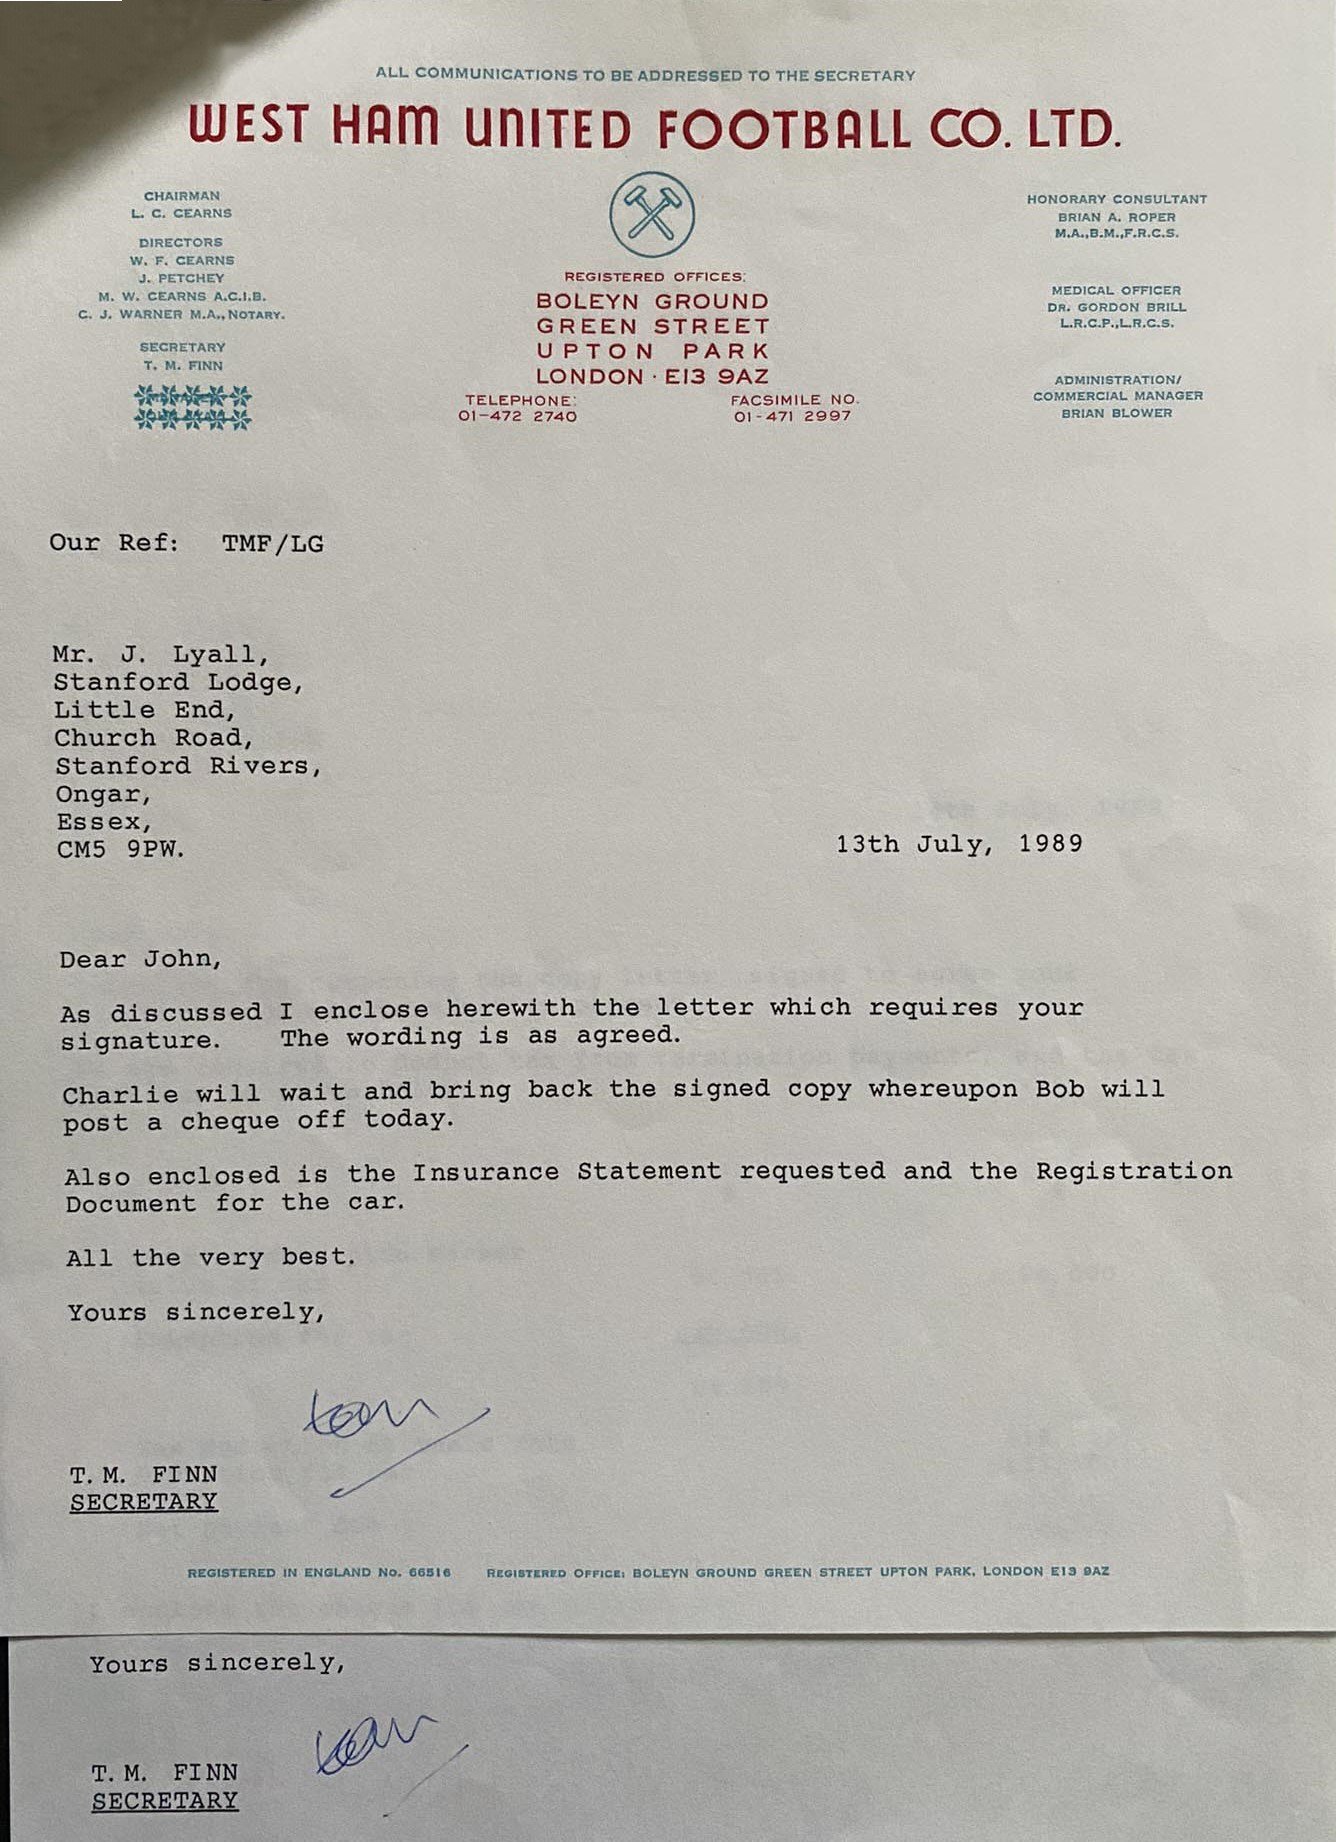 ALL COMMUNICATIONS TO BE ADDRESSED TO THE SECRETARY
WEST HAM UNITED FOOTBALL CO. LTD.
CHAIRMAN
L. C. CEARNS
DIRECTORS
W. F. CEARNS
J. PETCHEY
M. W. CEARNS A.C.I.B.
C. J. WARNER M.A., NOTARY.
SECRETARY
T. M. FINN
REGISTERED OFFICES:
BOLEYN GROUND
GREEN STREET
UPTON PARK
LONDON · E13 9AZ
TELEPHONE:
01-472 2740
FACSIMILE NO.
01-471 2997
HONORARY CONSULTANT
BRIAN A. ROPER
M.A.,B.M.,F.R.C.S.
MEDICAL OFFICER
DR. GORDON BRILL
L.R.C.P.,L.R.C.S.
ADMINISTRATION/
COMMERCIAL MANAGER
BRIAN BLOWER
Our Ref: TMF/LG
Mr. J. Lyall,
Stanford Lodge,
Little End,
Church Road,
Stanford Rivers,
Ongar,
Essex,
CM5 9PW.
13th July, 1989
Dear John,
As discussed I enclose herewith the letter which requires your
signature. The wording is as agreed.
Charlie will wait and bring back the signed copy whereupon Bob will
post a cheque off today.
Also enclosed is the Insurance Statement requested and the Registration
Document for the car.
All the very best.
Yours sincerely,
T.M. FINN
SECRETARY
REGISTERED IN ENGLAND No. 66516 REGISTERED OFFICE: BOLEYN GROUND GREEN STREET UPTON PARK, LONDON E13 9AZ
Yours sincerely,
T.M. FINN
SECRETARY